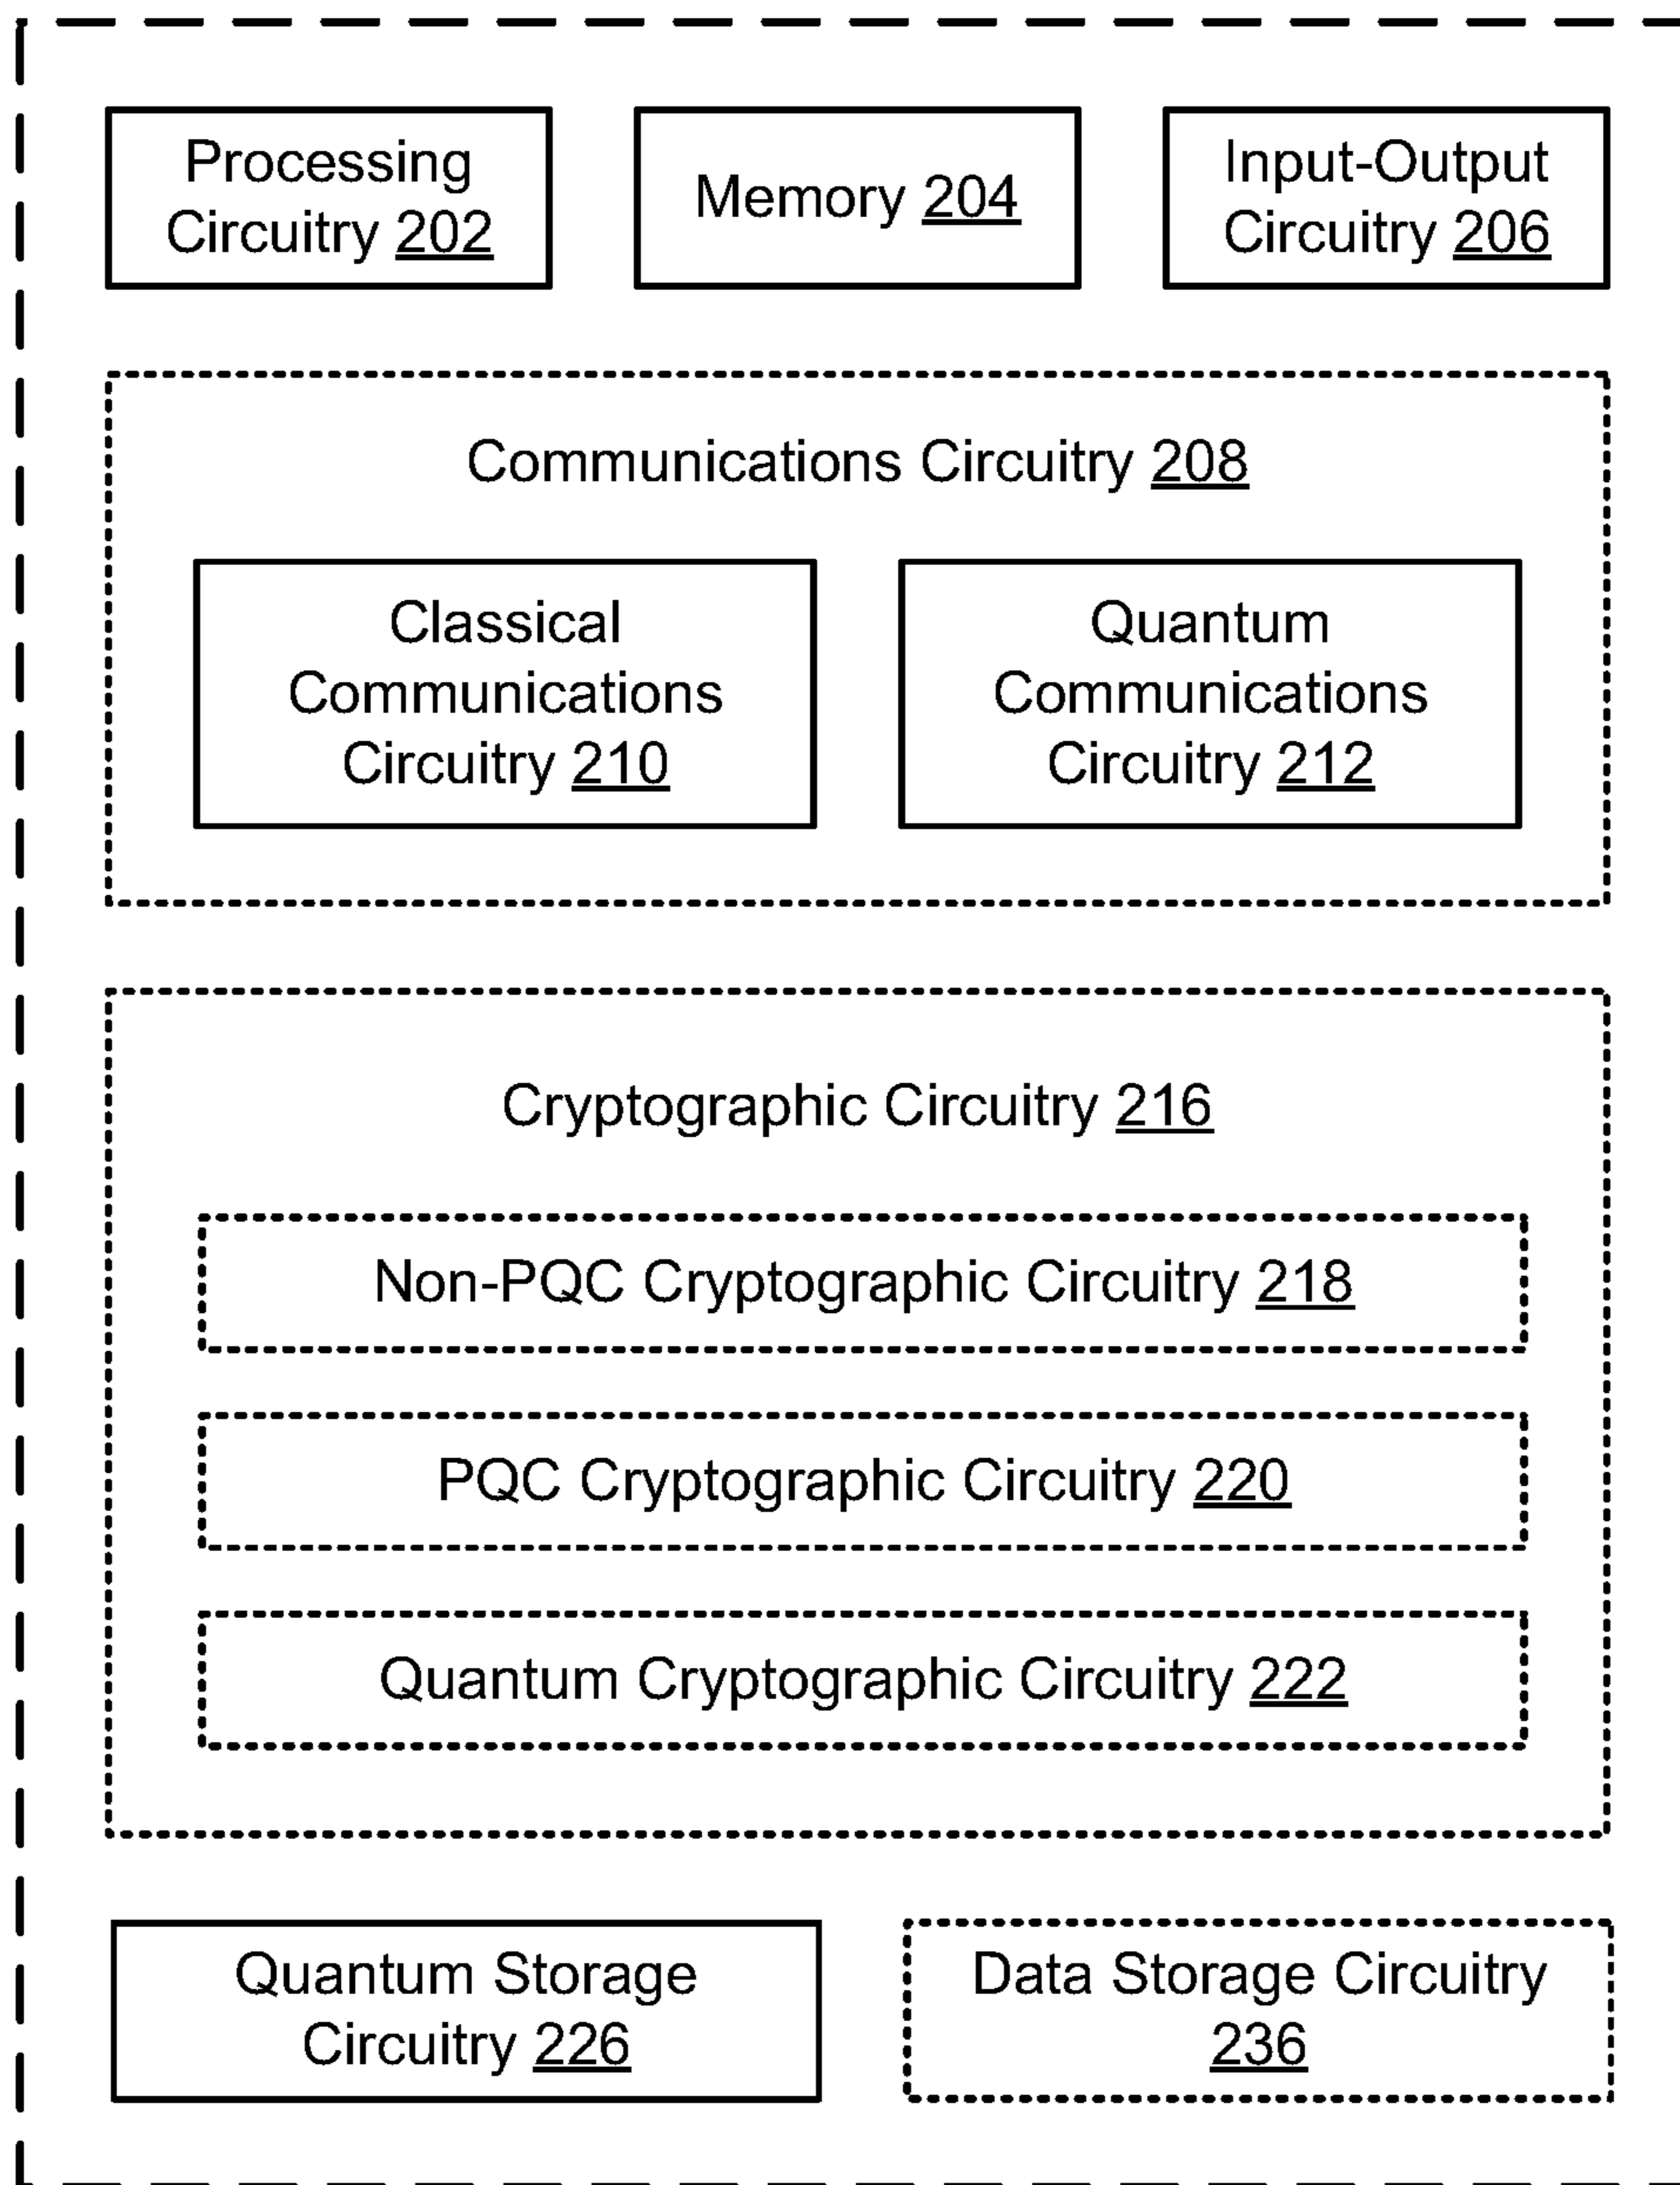 Processing
Circuitry 202
Memory 204
Input-Output
Circuitry 206
Communications Circuitry 208
Classical
Communications
Circuitry 210
Quantum
Communications
Circuitry 212
Cryptographic Circuitry 216
Non-PQC Cryptographic Circuitry 218
PQC Cryptographic Circuitry 220
Quantum Cryptographic Circuitry 222
Quantum Storage
Circuitry 226
Data Storage Circuitry
236